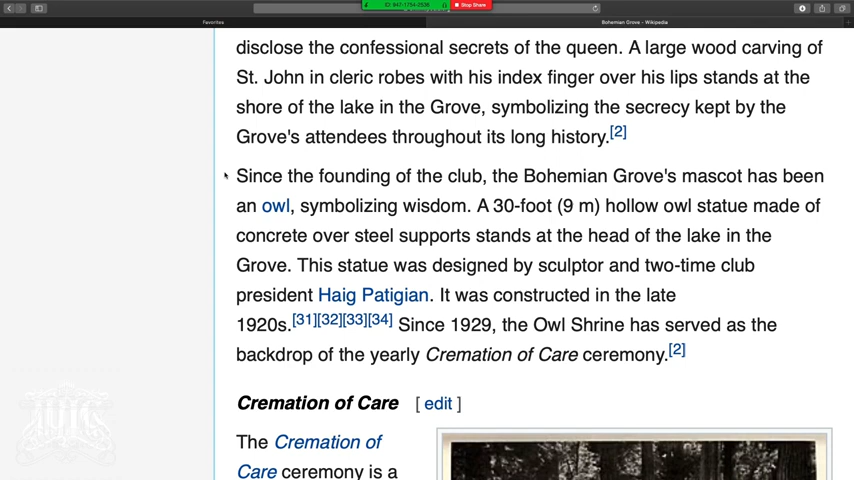 ID: 947-1754-2536 Stop Share
Favorites Bohemian Grove – Wikipedia
disclose the confessional secrets of the queen. A large wood carving of
St. John in cleric robes with his index finger over his lips stands at the
shore of the lake in the Grove, symbolizing the secrecy kept by the
Grove's attendees throughout its long history.[2]
Since the founding of the club, the Bohemian Grove's mascot has been
an owl, symbolizing wisdom. A 30-foot (9 m) hollow owl statue made of
concrete over steel supports stands at the head of the lake in the
Grove. This statue was designed by sculptor and two-time club
president Haig Patigian. It was constructed in the late
1920s.[31][32][33][34] Since 1929, the Owl Shrine has served as the
backdrop of the yearly Cremation of Care ceremony.[2]
Cremation of Care [ edit ]
The Cremation of
Care ceremony is a